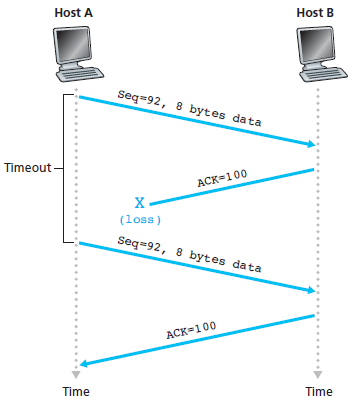 Host A
Host B
Seq=92, 8 bytes data
Timeout
ACK=100
X
(loss)
Seq=92, 8 bytes data
ACK=100
Time
Time